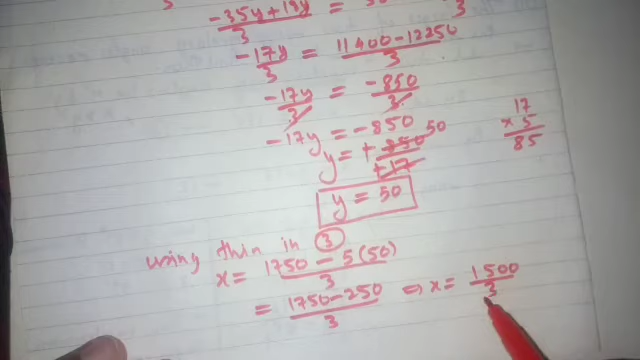 -35y+18y/3 =
-17y/3 = 11400-12250/3
-17y/3 = -850/3
-17y = -850
17
× 5
85
y = +850/+17 50
y = 50
using thin in ③
x = 1750 - 5(50)/3
= 1750-250/3 ⇒ x = 1500/3